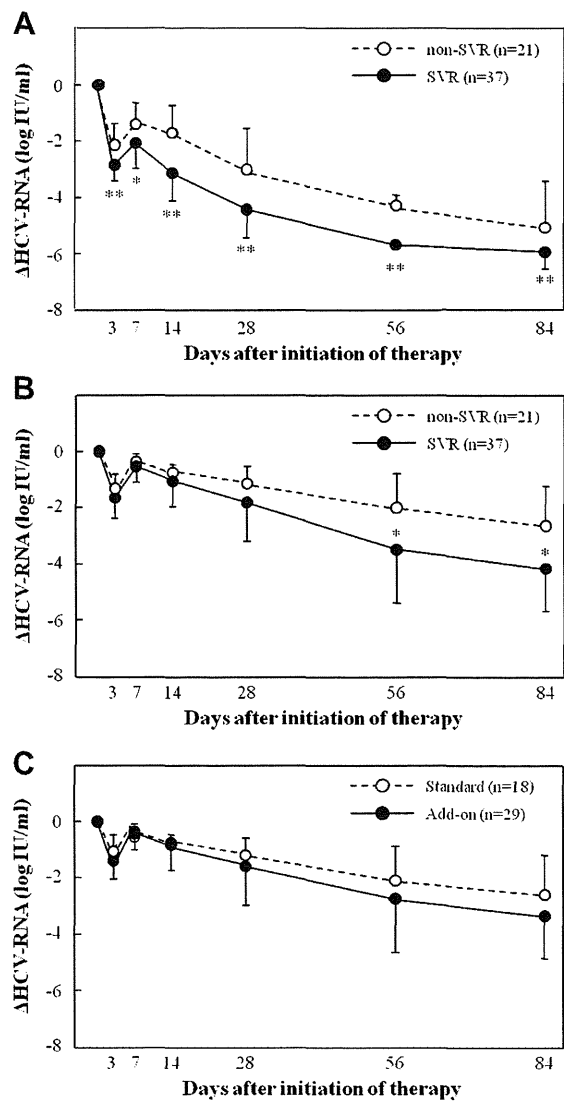 A
non-SVR (n=21)
SVR (n=37)
0
-2
-4
-6
-8
ΔHCV-RNA (log IU/ml)
** * ** ** ** **
3 7 14 28 56 84
Days after initiation of therapy
B
non-SVR (n=21)
SVR (n=37)
0
-2
-4
-6
-8
ΔHCV-RNA (log IU/ml)
* *
3 7 14 28 56 84
Days after initiation of therapy
C
Standard (n=18)
Add-on (n=29)
0
-2
-4
-6
-8
ΔHCV-RNA (log IU/ml)
3 7 14 28 56 84
Days after initiation of therapy